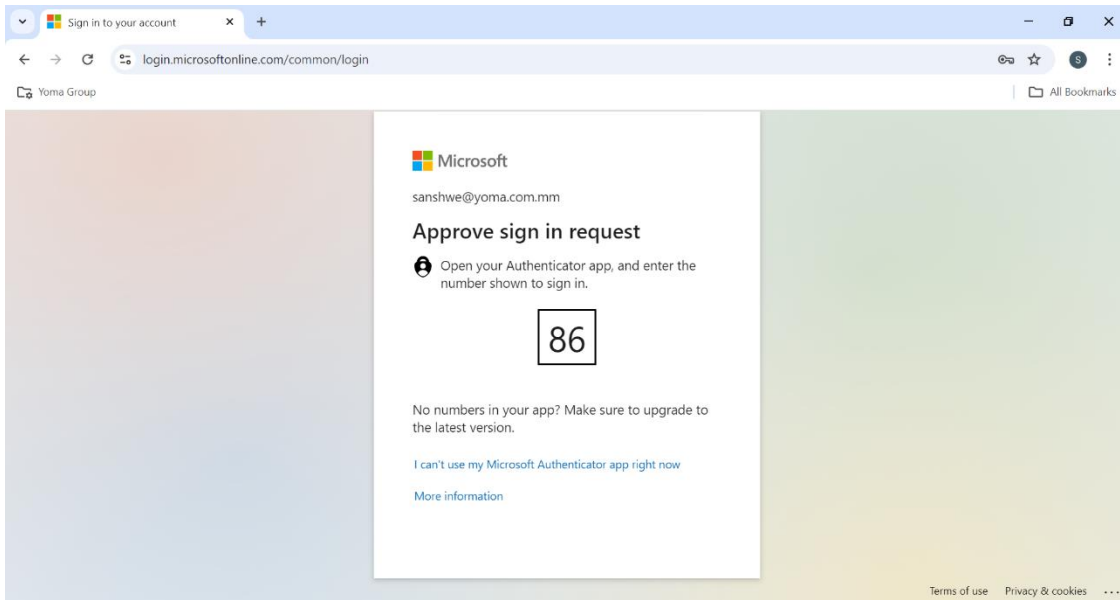 Sign in to your account
login.microsoftonline.com/common/login
S
Yoma Group
All Bookmarks
Microsoft
sanshwe@yoma.com.mm
Approve sign in request
Open your Authenticator app, and enter the
number shown to sign in.
86
No numbers in your app? Make sure to upgrade to
the latest version.
I can't use my Microsoft Authenticator app right now
More information
Terms of use Privacy & cookies ...